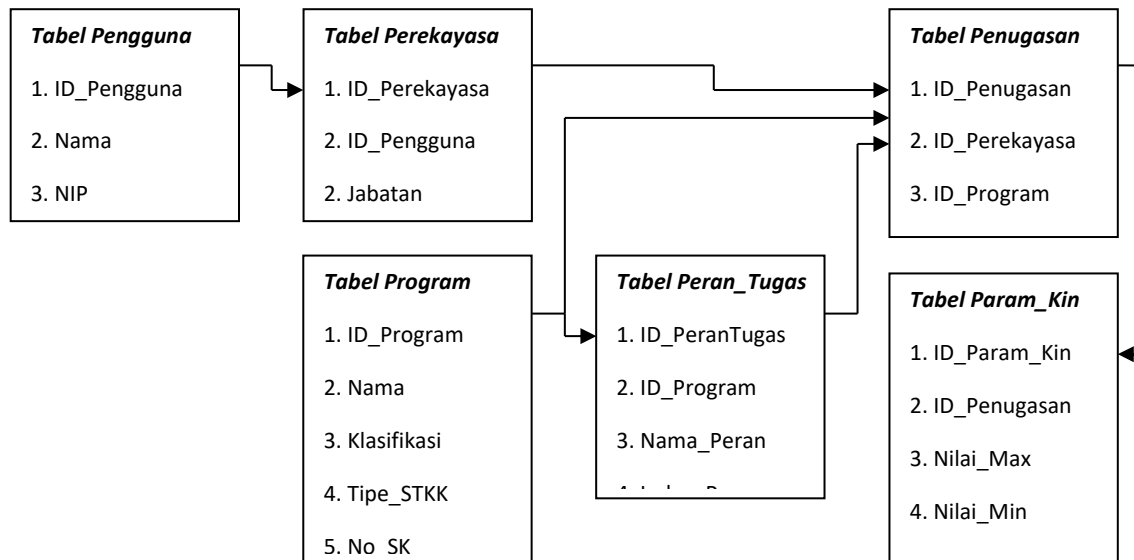 Tabel Pengguna
1. ID_Pengguna
2. Nama
3. NIP
Tabel Perekayasa
1. ID_Perekayasa
2. ID_Pengguna
2. Jabatan
Tabel Penugasan
1. ID_Penugasan
2. ID_Perekayasa
3. ID_Program
Tabel Program
1. ID_Program
2. Nama
3. Klasifikasi
4. Tipe_STKK
5. No_SK
Tabel Peran_Tugas
1. ID_PeranTugas
2. ID_Program
3. Nama_Peran
Tabel Param_Kin
1. ID_Param_Kin
2. ID_Penugasan
3. Nilai_Max
4. Nilai_Min